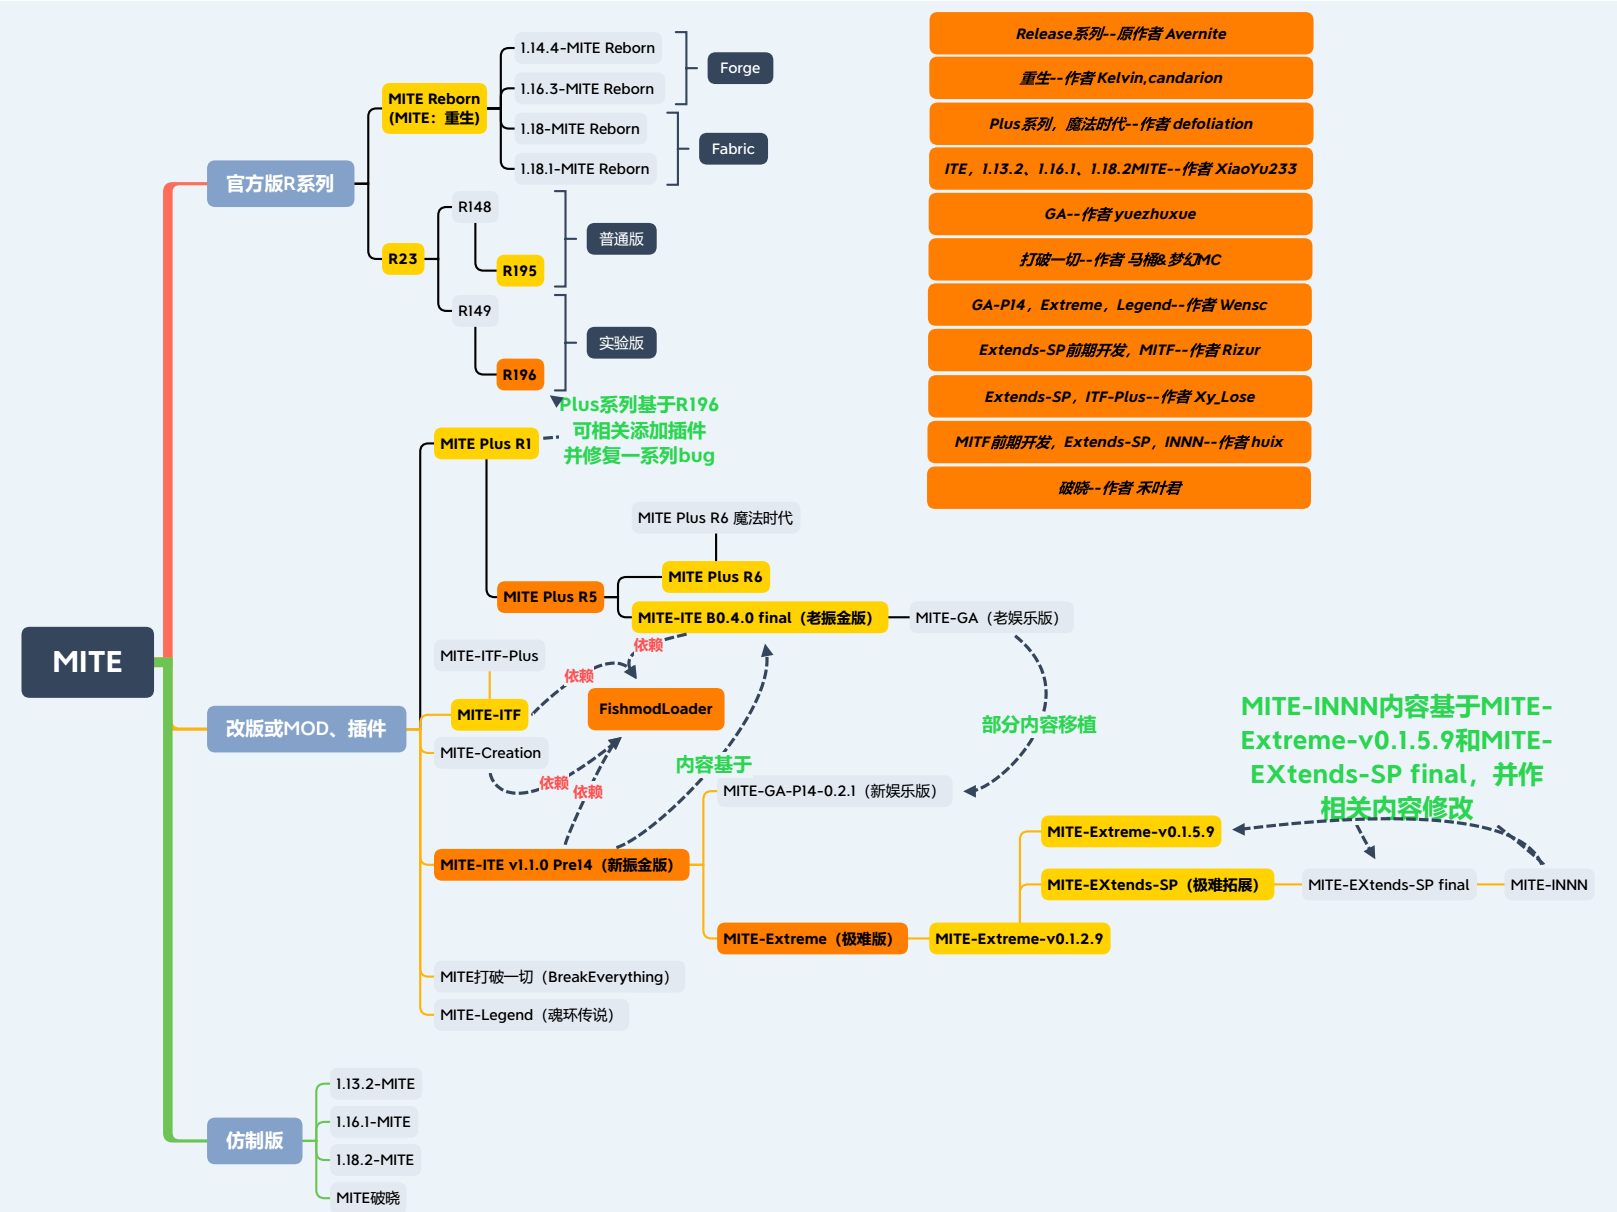 MITE
官方版R系列
MITE Reborn
(MITE：重生)
1.14.4-MITE Reborn
1.16.3-MITE Reborn
Forge
1.18-MITE Reborn
1.18.1-MITE Reborn
Fabric
R23
R148
R195
普通版
R149
R196
实验版
Plus系列基于R196
可相关添加插件
并修复一系列bug
改版或MOD、插件
MITE Plus R1
MITE Plus R5
MITE Plus R6 魔法时代
MITE Plus R6
MITE-ITE B0.4.0 final（老振金版）
MITE-GA（老娱乐版）
MITE-ITF-Plus
MITE-ITF
依赖
依赖
FishmodLoader
MITE-Creation
依赖
依赖
内容基于
部分内容移植
MITE-GA-P14-0.2.1（新娱乐版）
MITE-ITE v1.1.0 Pre14（新振金版）
MITE-Extreme（极难版）
MITE-Extreme-v0.1.2.9
MITE-Extreme-v0.1.5.9
MITE-EXtends-SP（极难拓展）
MITE-EXtends-SP final
MITE-INNN
MITE-INNN内容基于MITE-
Extreme-v0.1.5.9和MITE-
EXtends-SP final，并作
相关内容修改
MITE打破一切（BreakEverything）
MITE-Legend（魂环传说）
仿制版
1.13.2-MITE
1.16.1-MITE
1.18.2-MITE
MITE破晓
Release系列--原作者 Avernite
重生--作者 Kelvin,candarion
Plus系列，魔法时代--作者 defoliation
ITE，1.13.2、1.16.1、1.18.2MITE--作者 XiaoYu233
GA--作者 yuezhuxue
打破一切--作者 马桶&梦幻MC
GA-P14，Extreme，Legend--作者 Wensc
Extends-SP前期开发，MITF--作者 Rizur
Extends-SP，ITF-Plus--作者 Xy_Lose
MITF前期开发，Extends-SP，INNN--作者 huix
破晓--作者 禾叶君